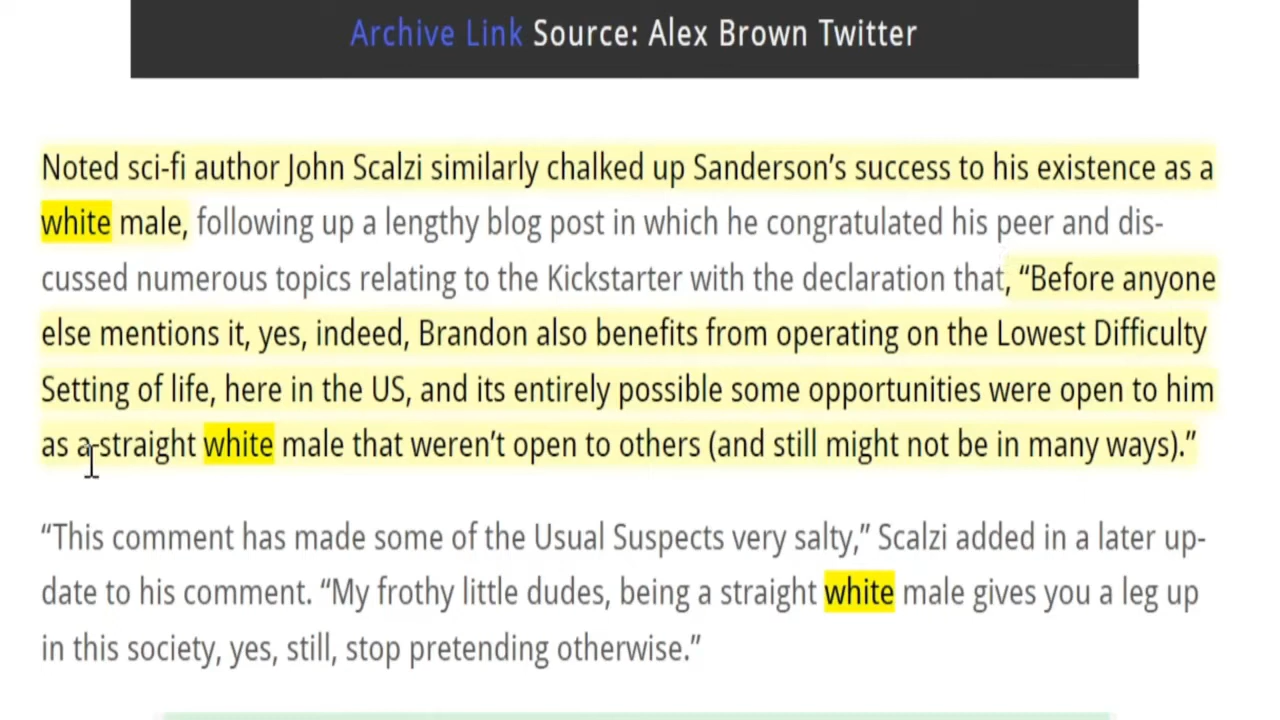 Archive Link Source: Alex Brown Twitter
Noted sci-fi author John Scalzi similarly chalked up Sanderson’s success to his existence as a
white male, following up a lengthy blog post in which he congratulated his peer and dis-
cussed numerous topics relating to the Kickstarter with the declaration that, “Before anyone
else mentions it, yes, indeed, Brandon also benefits from operating on the Lowest Difficulty
Setting of life, here in the US, and its entirely possible some opportunities were open to him
as a straight white male that weren’t open to others (and still might not be in many ways).”
“This comment has made some of the Usual Suspects very salty,” Scalzi added in a later up-
date to his comment. “My frothy little dudes, being a straight white male gives you a leg up
in this society, yes, still, stop pretending otherwise.”